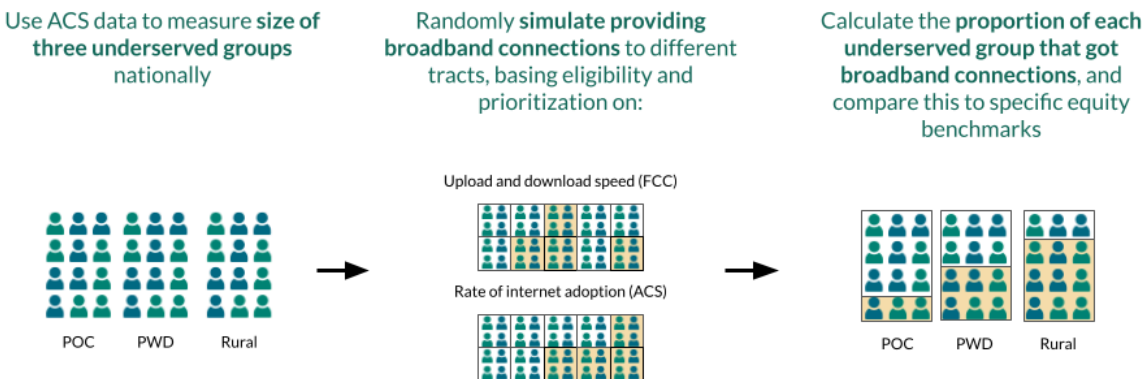 Use ACS data to measure size of
three underserved groups
nationally
Randomly simulate providing
broadband connections to different
tracts, basing eligibility and
prioritization on:
Calculate the proportion of each
underserved group that got
broadband connections, and
compare this to specific equity
benchmarks
Upload and download speed (FCC)
Rate of internet adoption (ACS)
POC PWD Rural
POC PWD Rural